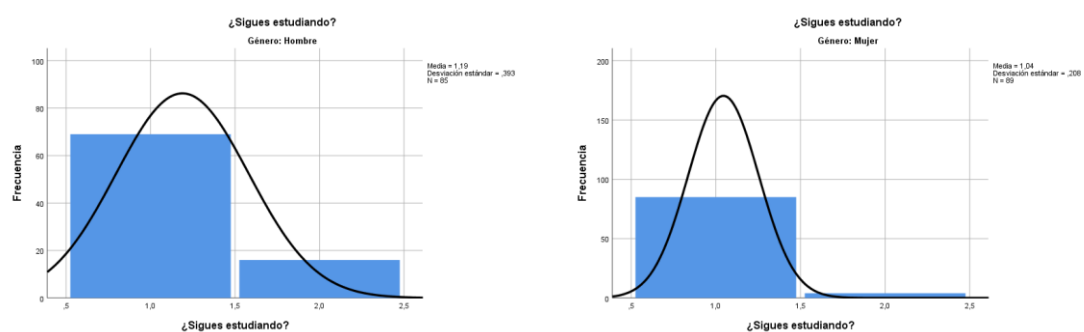 ¿Sigues estudiando?
Género: Hombre
Media = 1,19
Desviación estándar = ,393
N = 85
100
80
60
40
20
0
Frecuencia
,5
1,0
1,5
2,0
2,5
¿Sigues estudiando?
¿Sigues estudiando?
Género: Mujer
Media = 1,04
Desviación estándar = ,208
N = 89
200
150
100
50
0
Frecuencia
,5
1,0
1,5
2,0
2,5
¿Sigues estudiando?